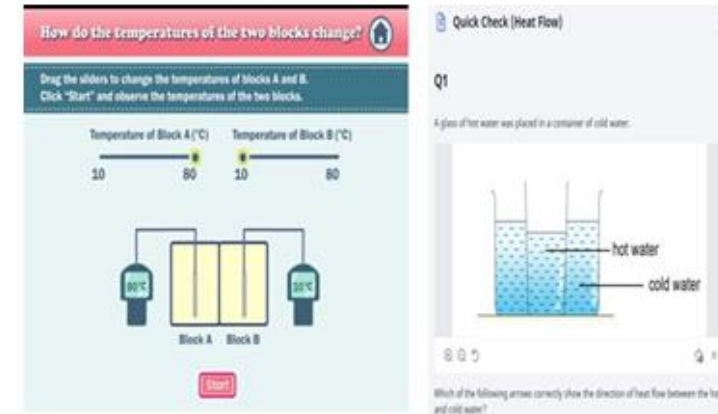 How do the temperatures of the two blocks change?
Drag the sliders to change the temperatures of blocks A and B.
Click "Start" and observe the temperatures of the two blocks.
Temperature of Block A (°C) Temperature of Block B (°C)
10 80 10 80
80°C 10°C
Block A Block B
Start
Quick Check (Heat Flow)
Q1
A glass of hot water was placed in a container of cold water.
hot water
cold water
Which of the following arrows correctly show the direction of heat flow between the
and cold water?